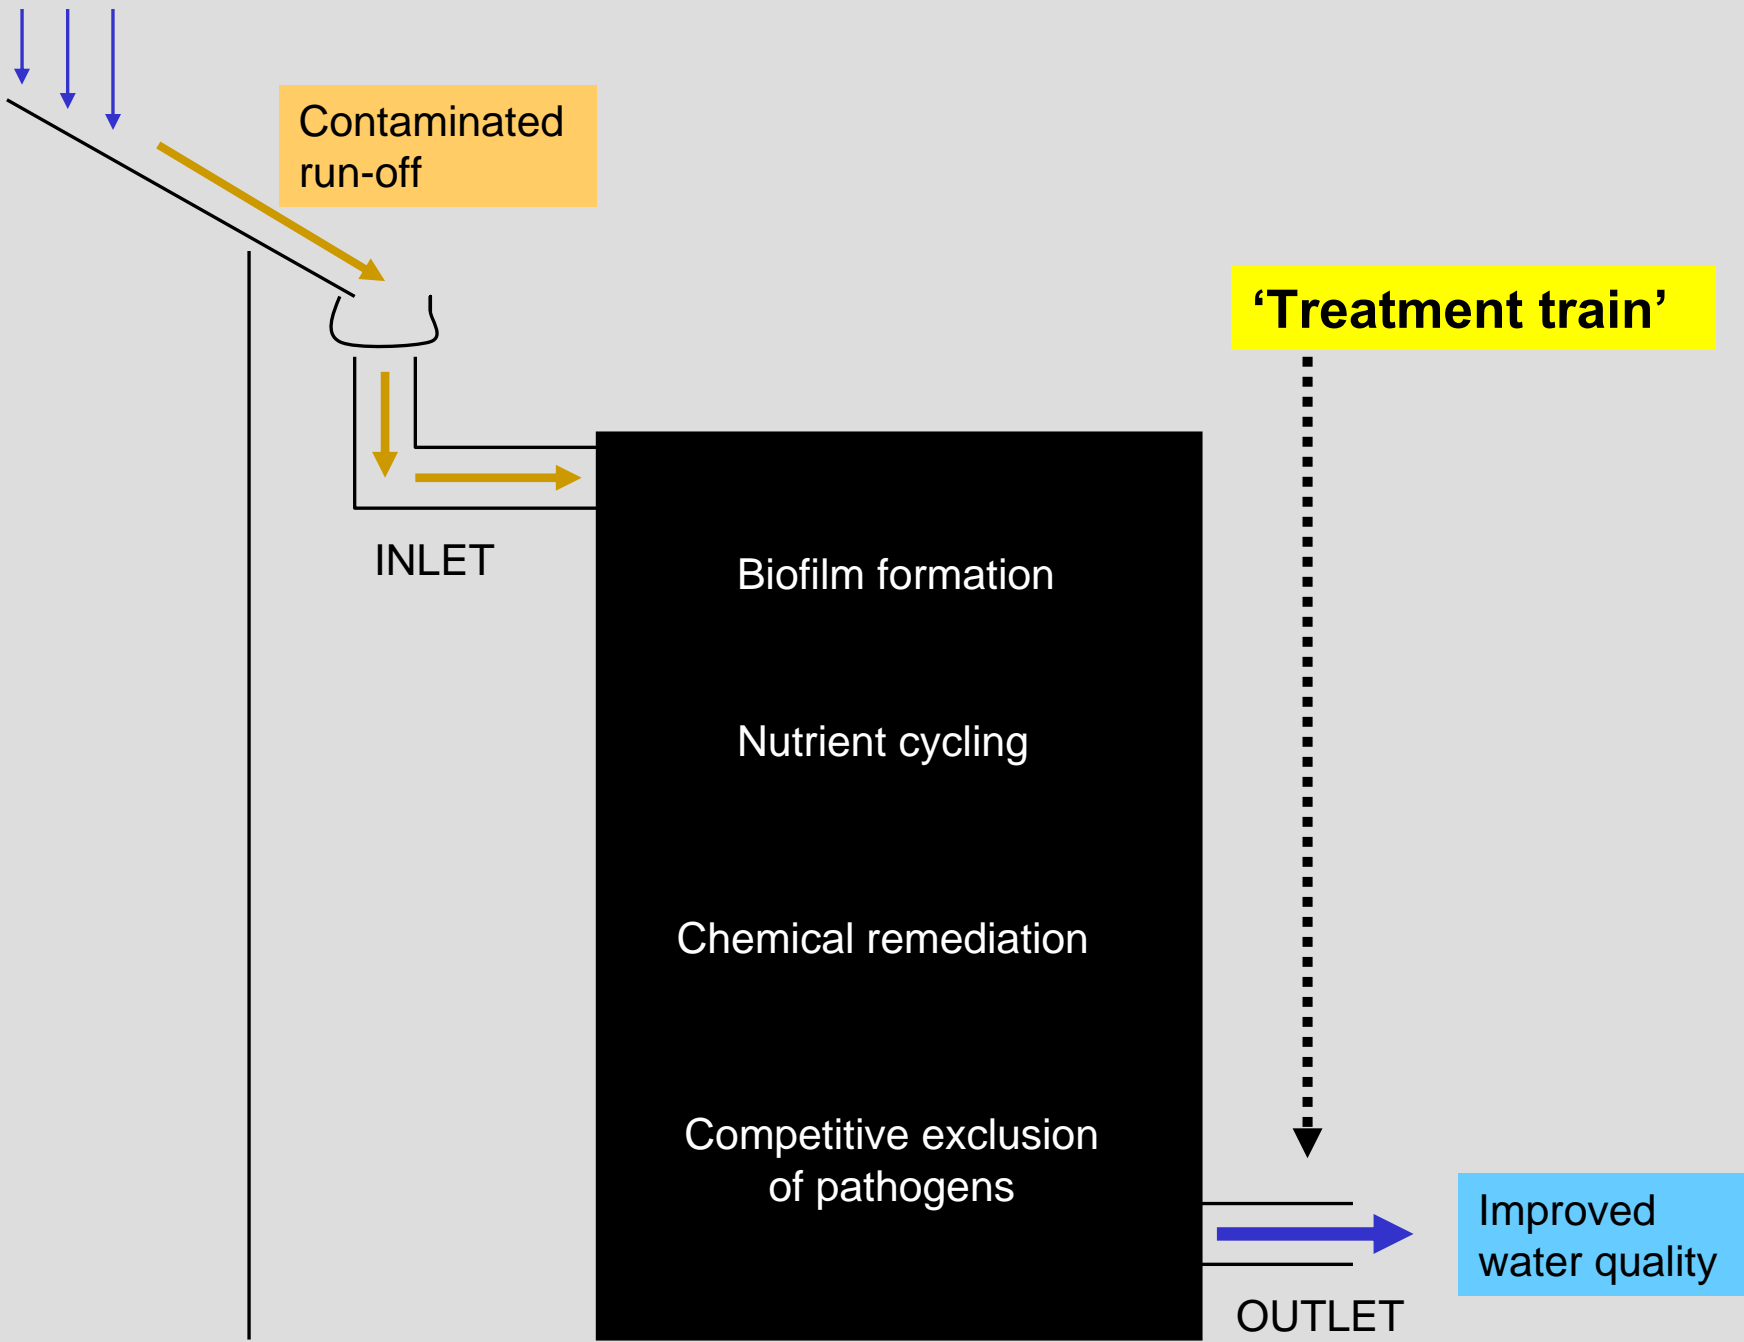 Contaminated
run-off
‘Treatment train’
INLET
Biofilm formation
Nutrient cycling
Chemical remediation
Competitive exclusion
of pathogens
Improved
water quality
OUTLET